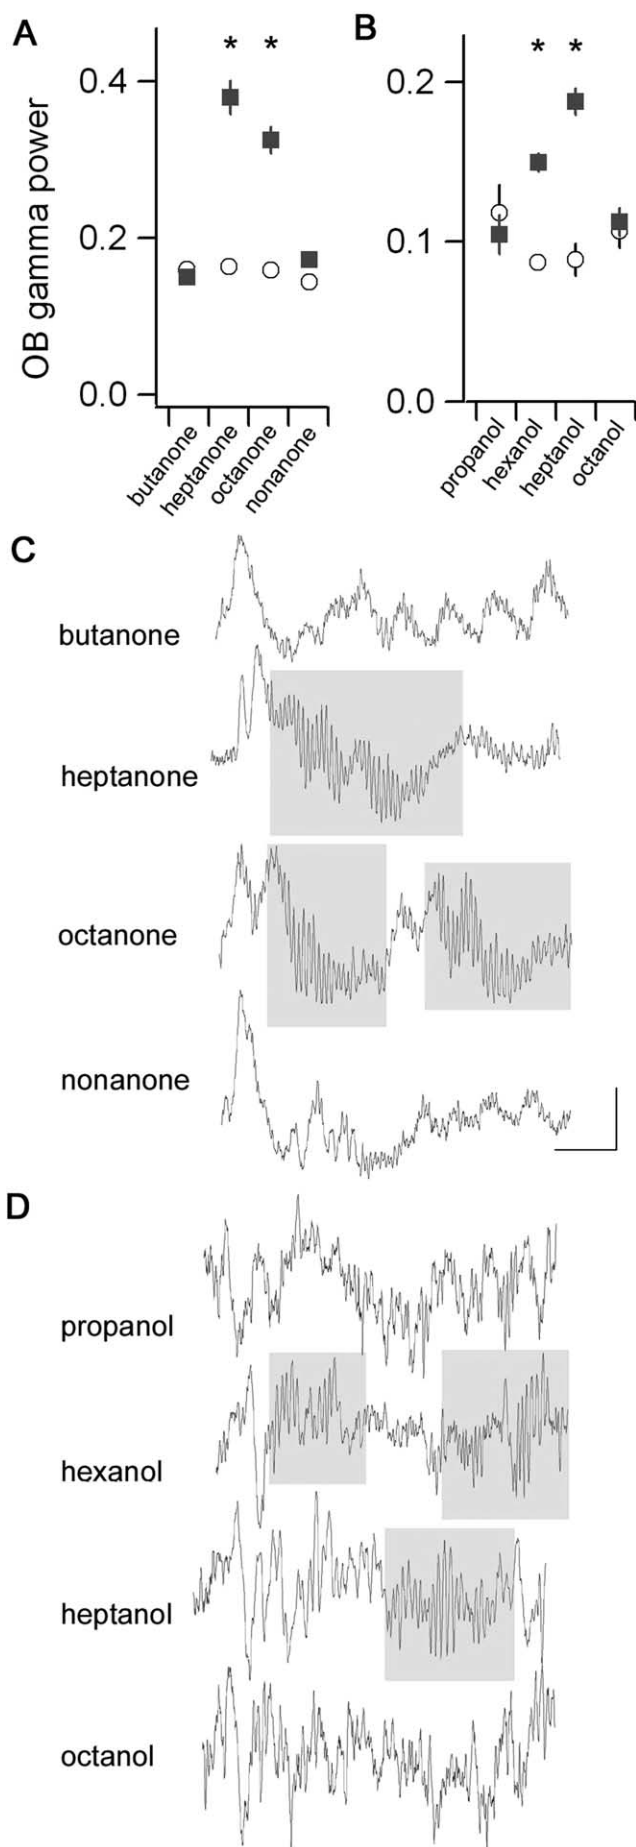 A
B
* *
* *
OB gamma power
0.4
0.2
0.0
0.2
0.1
0.0
butanone
heptanone
octanone
nonanone
propanol
hexanol
heptanol
octanol
C
butanone
heptanone
octanone
nonanone
D
propanol
hexanol
heptanol
octanol